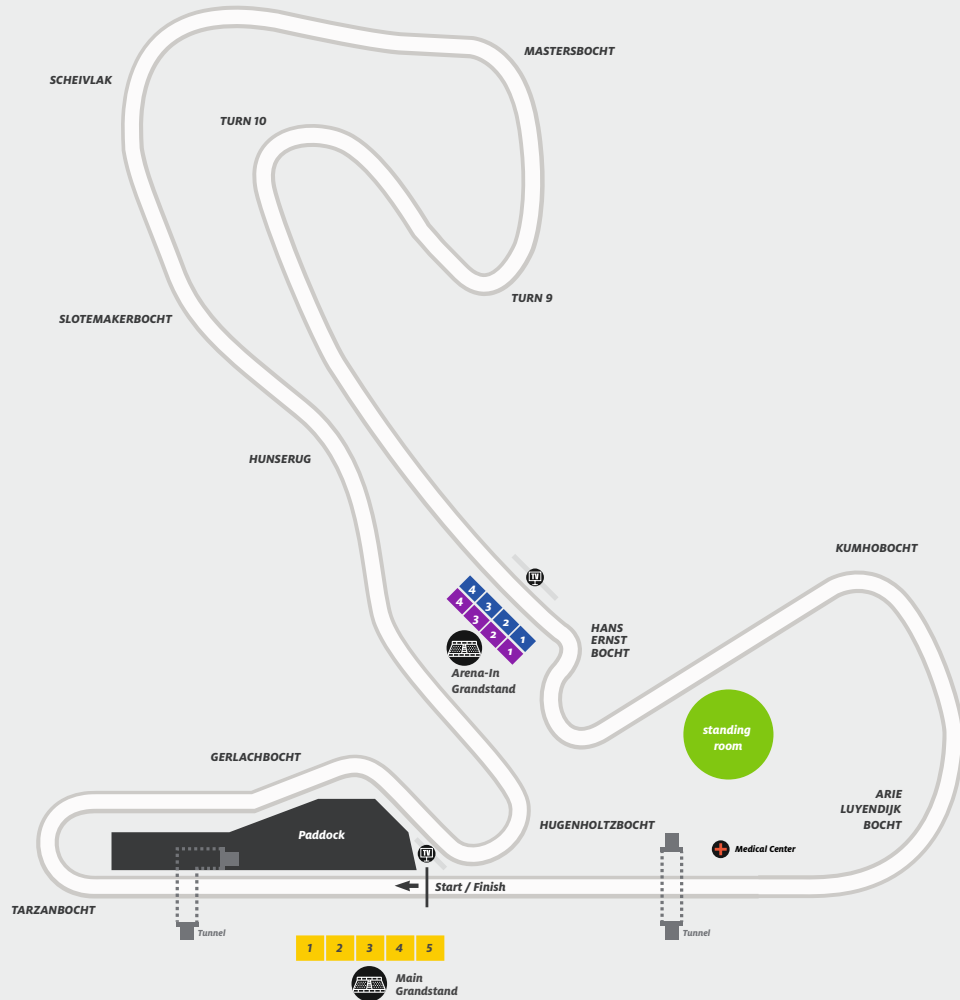 MASTERSBOCHT
SCHEIVLAK
TURN 10
TURN 9
SLOTEMAKERBOCHT
HUNSERUG
KUMHOBOCHT
TV
4
3
2
1
4
3
2
1
HANS
ERNST
BOCHT
Arena-In
Grandstand
standing
room
GERLACHBOCHT
ARIE
LUYENDIJK
BOCHT
HUGENHOLTZBOCHT
Paddock
TV
Medical Center
Start / Finish
TARZANBOCHT
Tunnel
Tunnel
1 2 3 4 5
Main
Grandstand